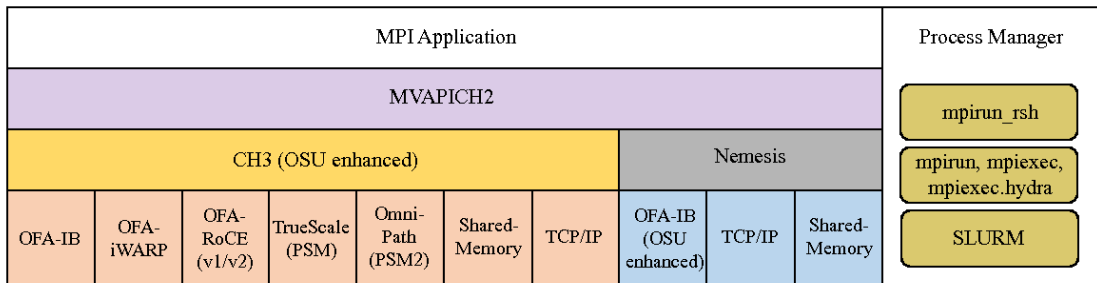 MPI Application
MVAPICH2
CH3 (OSU enhanced)
Nemesis
OFA-IB
OFA-
iWARP
OFA-
RoCE
(v1/v2)
TrueScale
(PSM)
Omni-
Path
(PSM2)
Shared-
Memory
TCP/IP
OFA-IB
(OSU
enhanced)
TCP/IP
Shared-
Memory
Process Manager
mpirun_rsh
mpirun, mpiexec,
mpiexec.hydra
SLURM